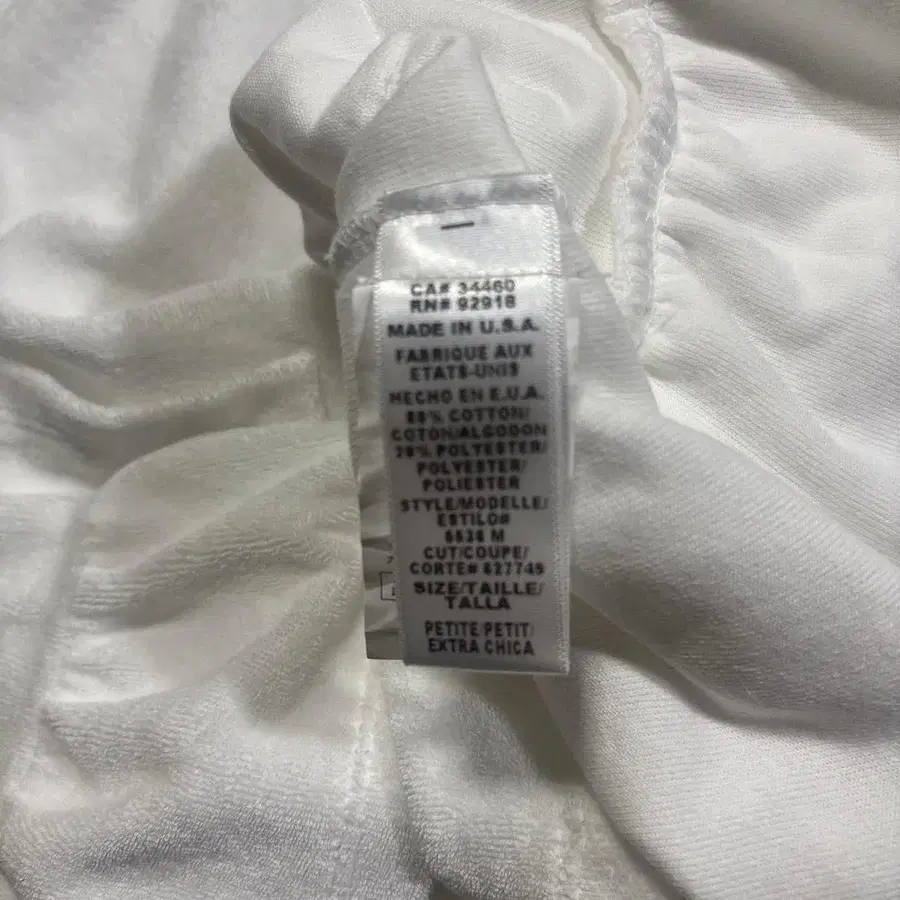 CA# 34460
RN# 92918
MADE IN U.S.A.
FABRIQUE AUX
ETATS-UNIS
HECHO EN E.U.A.
COTTON/
COTON/ALGODON
POLYESTER/
POLYESTER/
POLIESTER
STYLE/MODELLE/
ESTILO#
M
CUT/COUPE/
CORTE# 627749
SIZE/TAILLE/
TALLA
PETITE/PETIT/
EXTRA CHICA